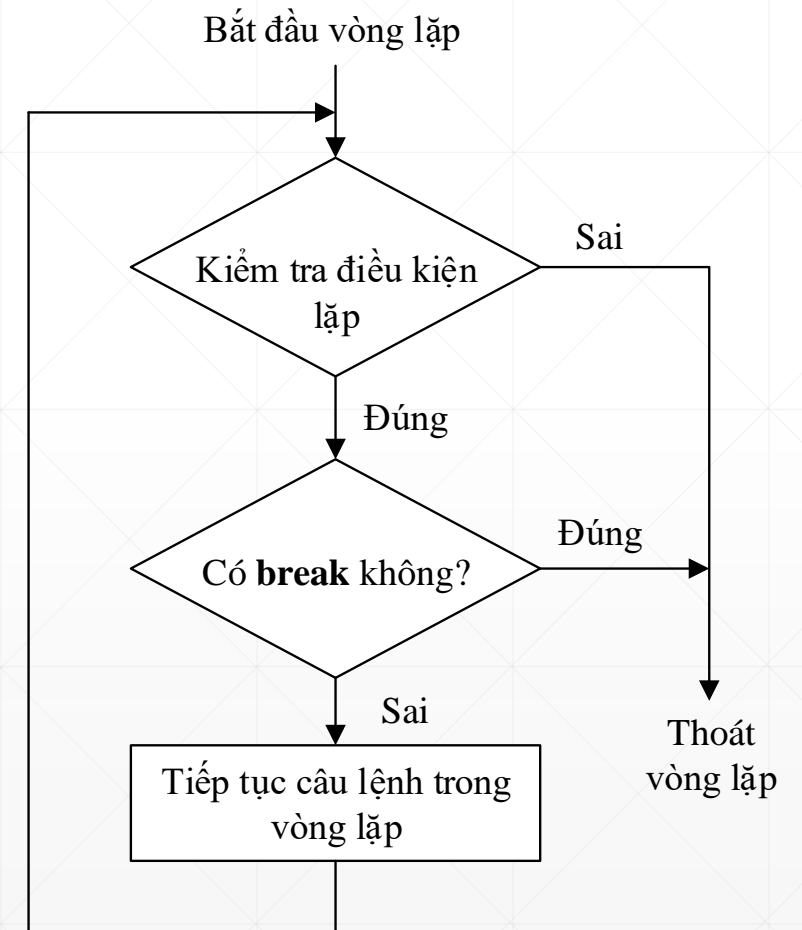 Bắt đầu vòng lặp
Sai
Kiểm tra điều kiện
lặp
Đúng
Đúng
Có break không?
Sai
Thoát
vòng lặp
Tiếp tục câu lệnh trong
vòng lặp